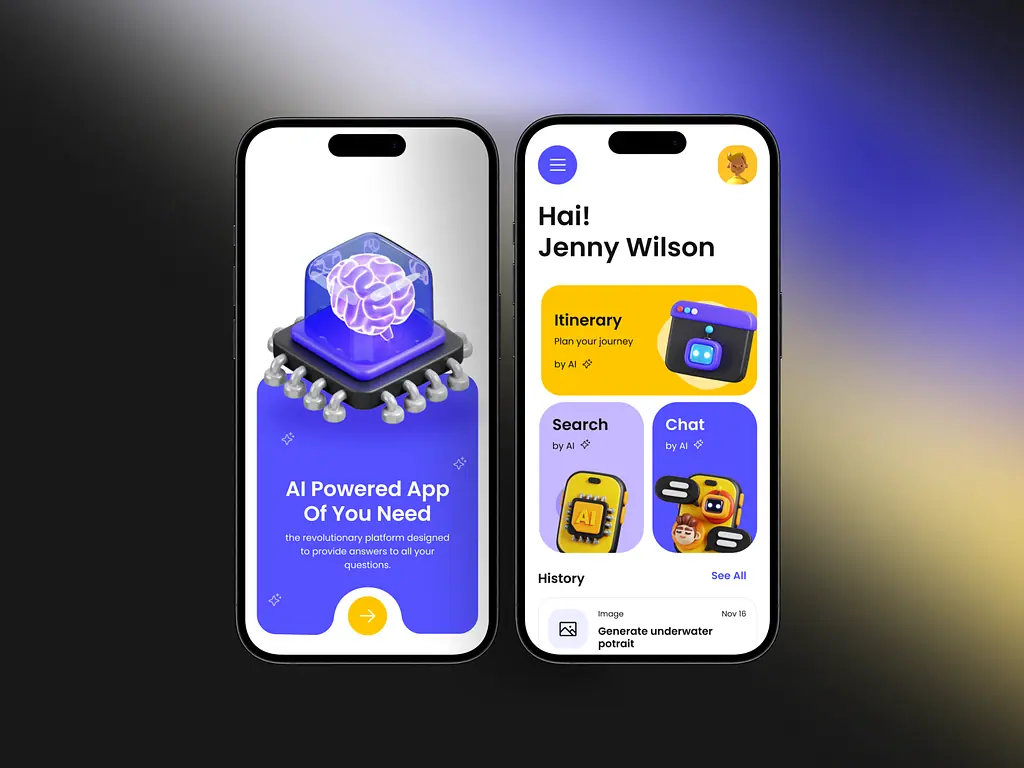 AI Powered App
Of You Need
the revolutionary platform designed
to provide answers to all your
questions.
Hai!
Jenny Wilson
Itinerary
Plan your journey
by AI
Search
by AI
AI
Chat
by AI
History
See All
Image
Nov 16
Generate underwater
potrait